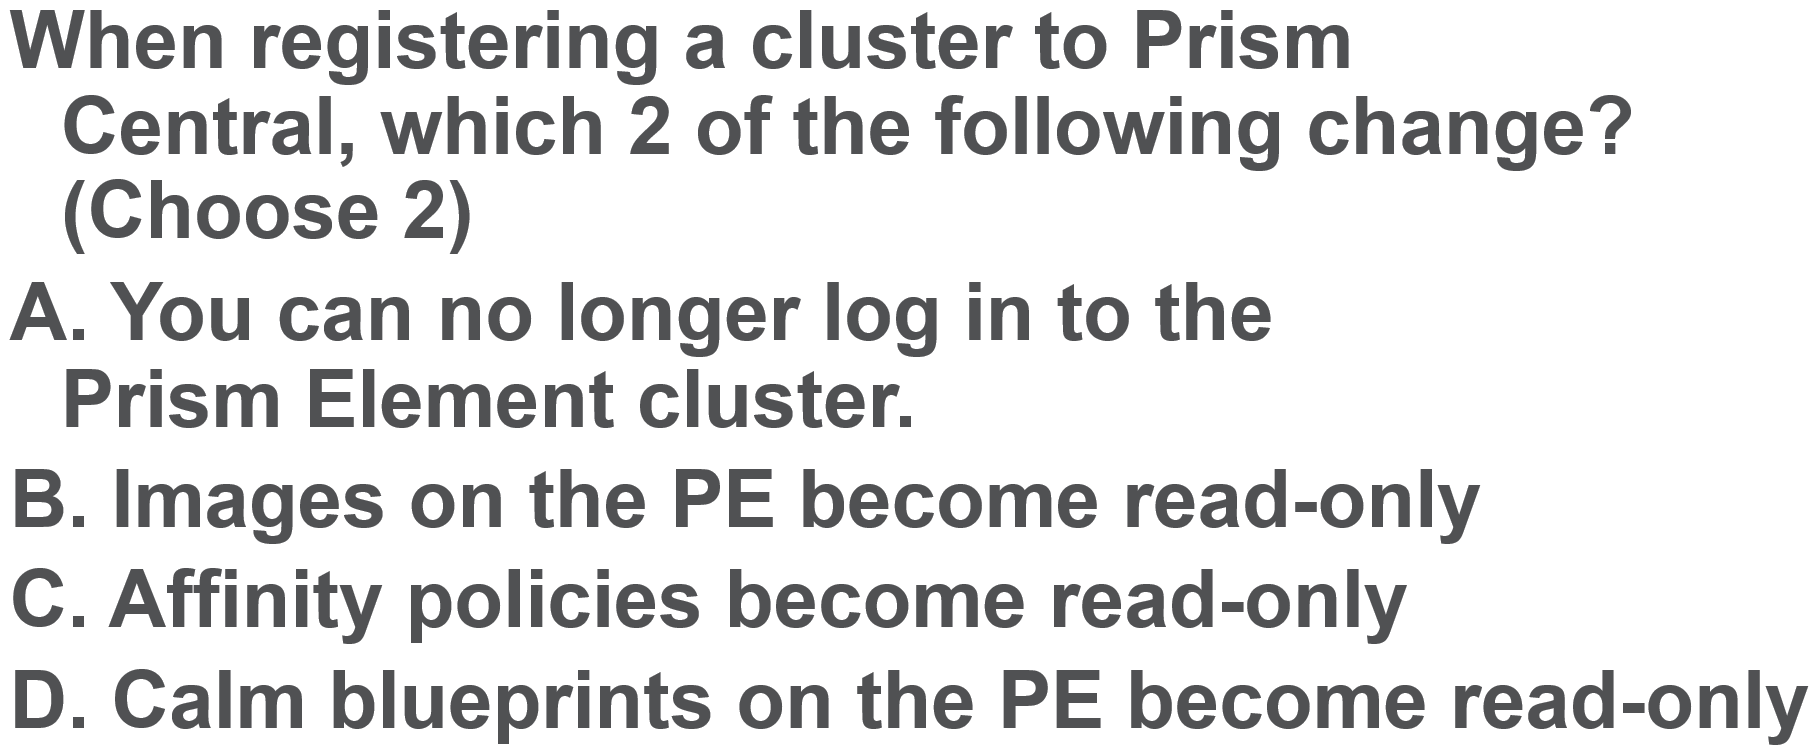 When registering a cluster to Prism
Central, which 2 of the following change?
(Choose 2)
A. You can no longer log in to the
Prism Element cluster.
B. Images on the PE become read-only
C. Affinity policies become read-only
D. Calm blueprints on the PE become read-only